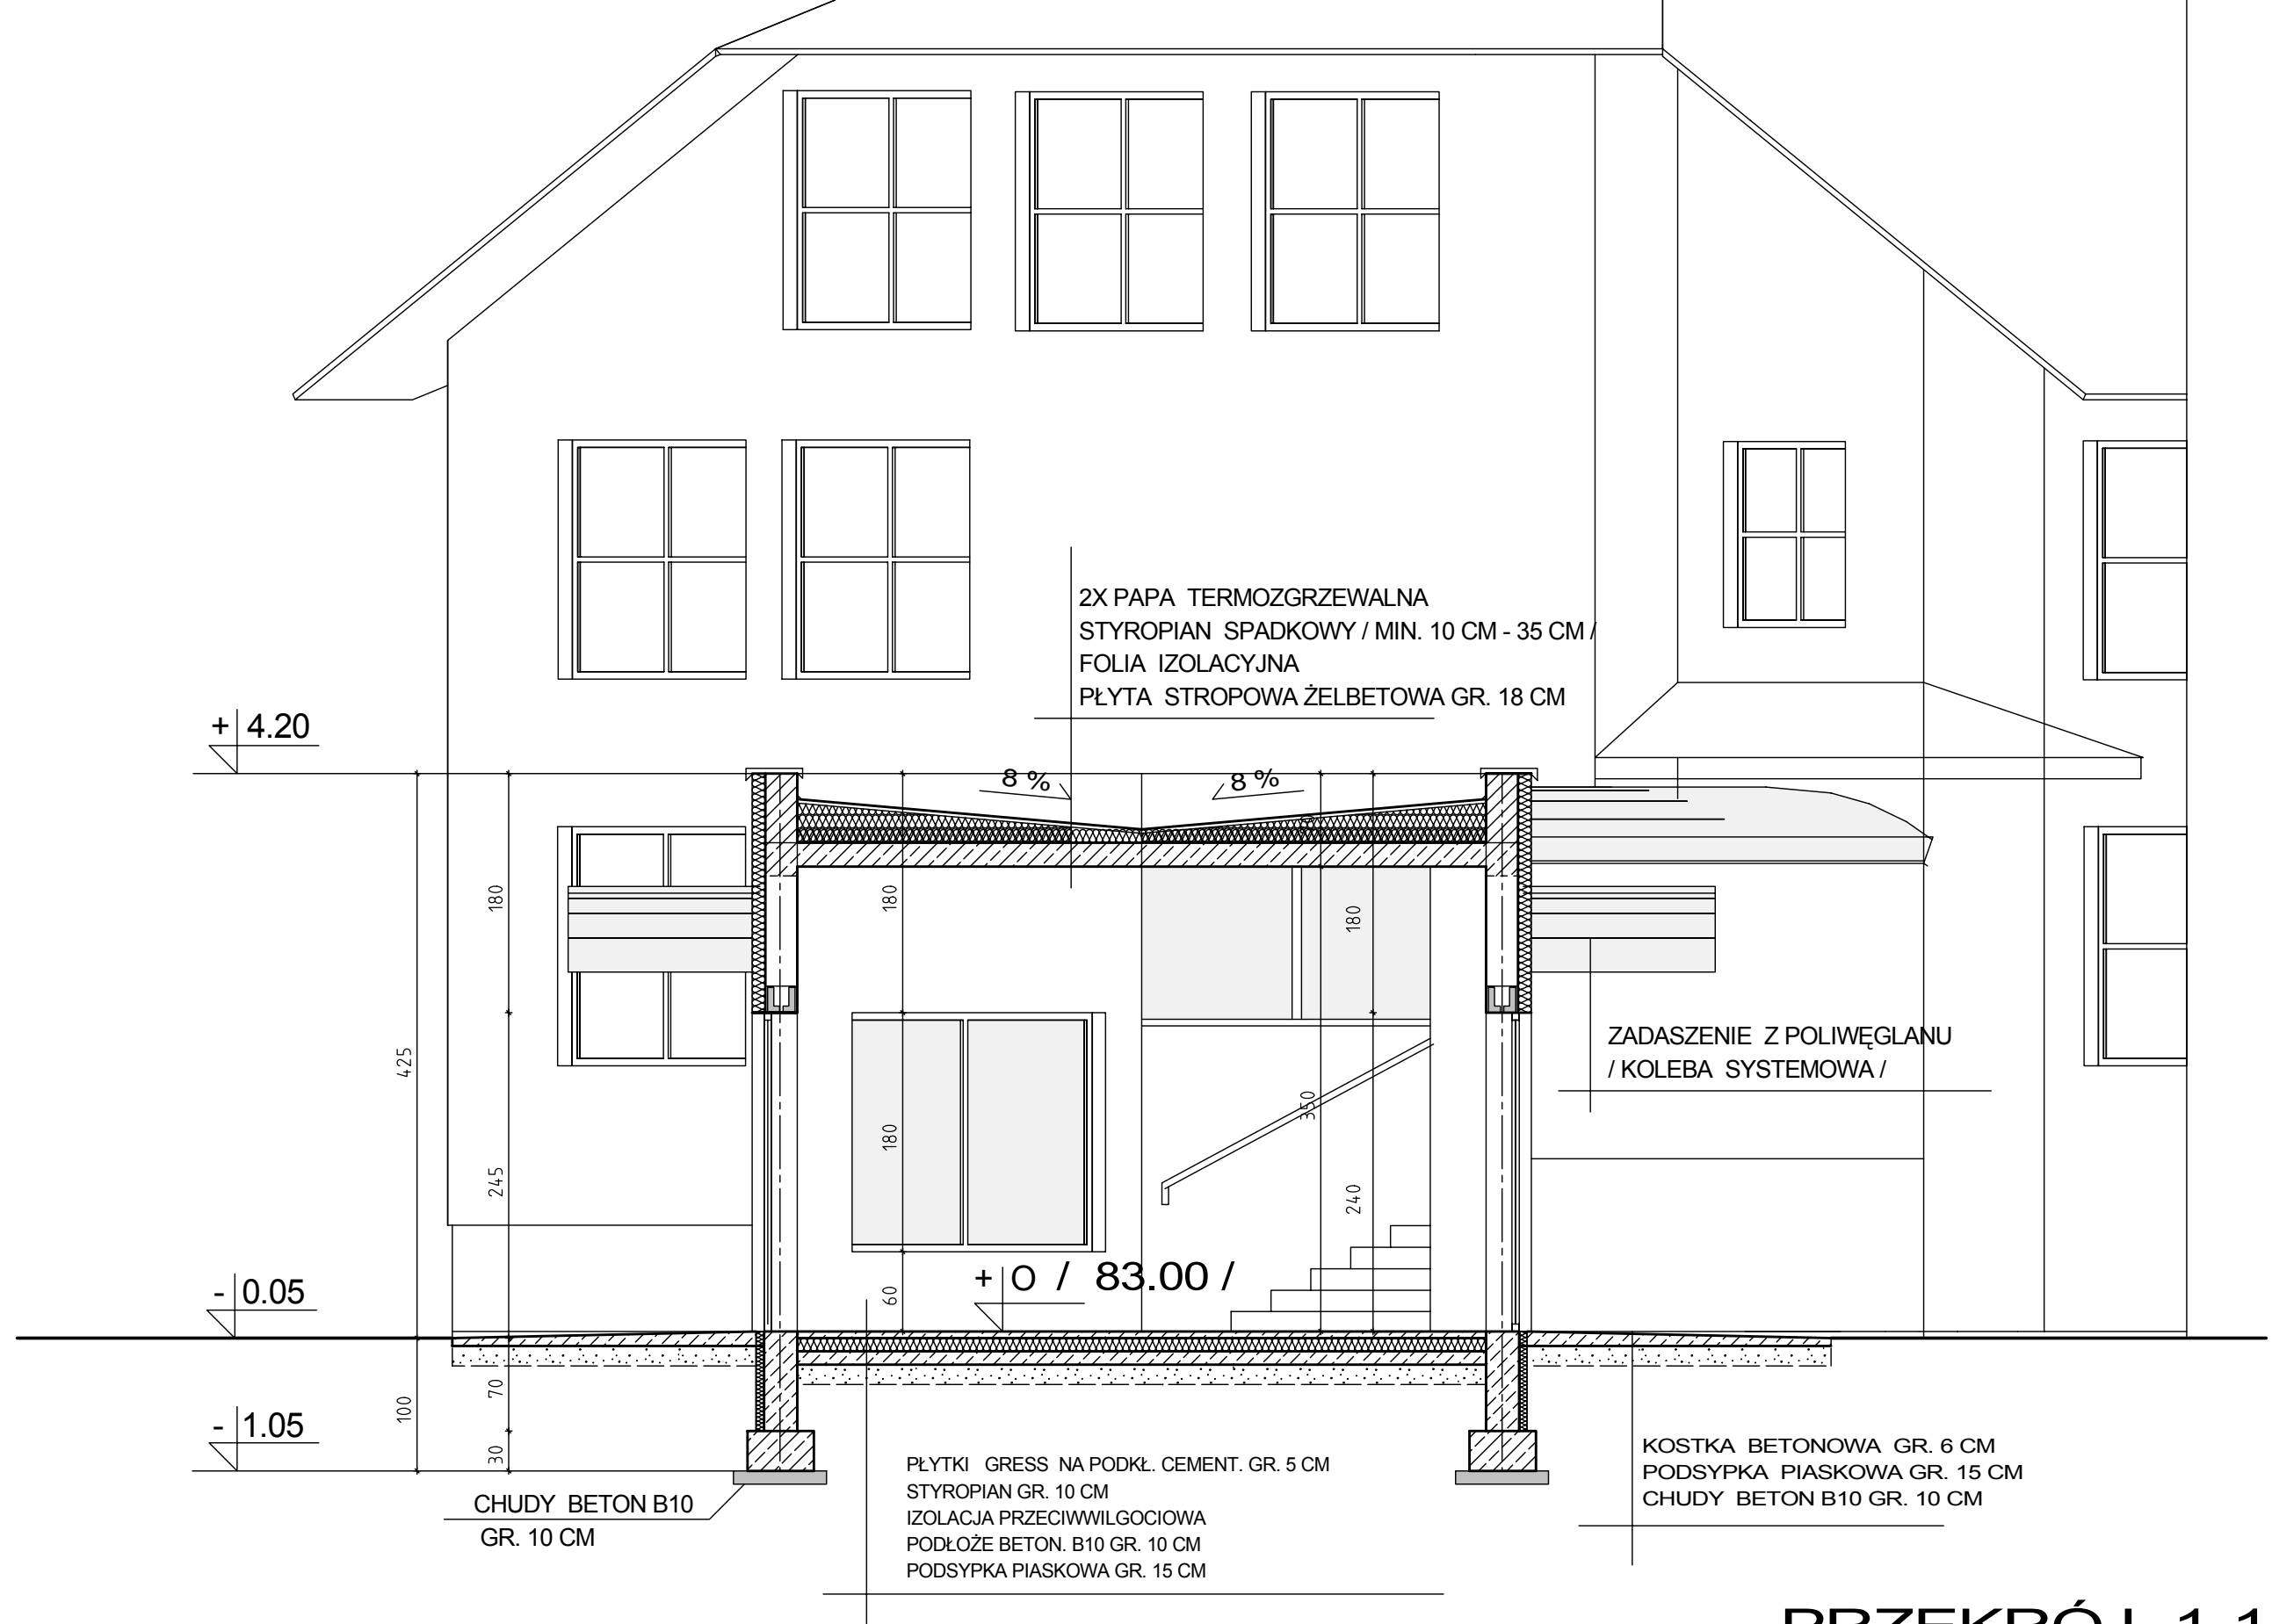 2X PAPA TERMOZGRZEWALNA
STYROPIAN SPADKOWY / MIN. 10 CM - 35 CM /
FOLIA IZOLACYJNA
PŁYTA STROPOWA ŻELBETOWA GR. 18 CM
+ 4.20
8 %
8 %
180
180
180
ZADASZENIE Z POLIWĘGLANU
/ KOLEBA SYSTEMOWA /
425
350
180
245
240
+ O / 83.00 /
60
- 0.05
70
100
- 1.05
30
CHUDY BETON B10
GR. 10 CM
PŁYTKI GRESS NA PODKŁ. CEMENT. GR. 5 CM
STYROPIAN GR. 10 CM
IZOLACJA PRZECIWWILGOCIOWA
PODŁOŻE BETON. B10 GR. 10 CM
PODSYPKA PIASKOWA GR. 15 CM
KOSTKA BETONOWA GR. 6 CM
PODSYPKA PIASKOWA GR. 15 CM
CHUDY BETON B10 GR. 10 CM
PRZEKRÓJ 1-1